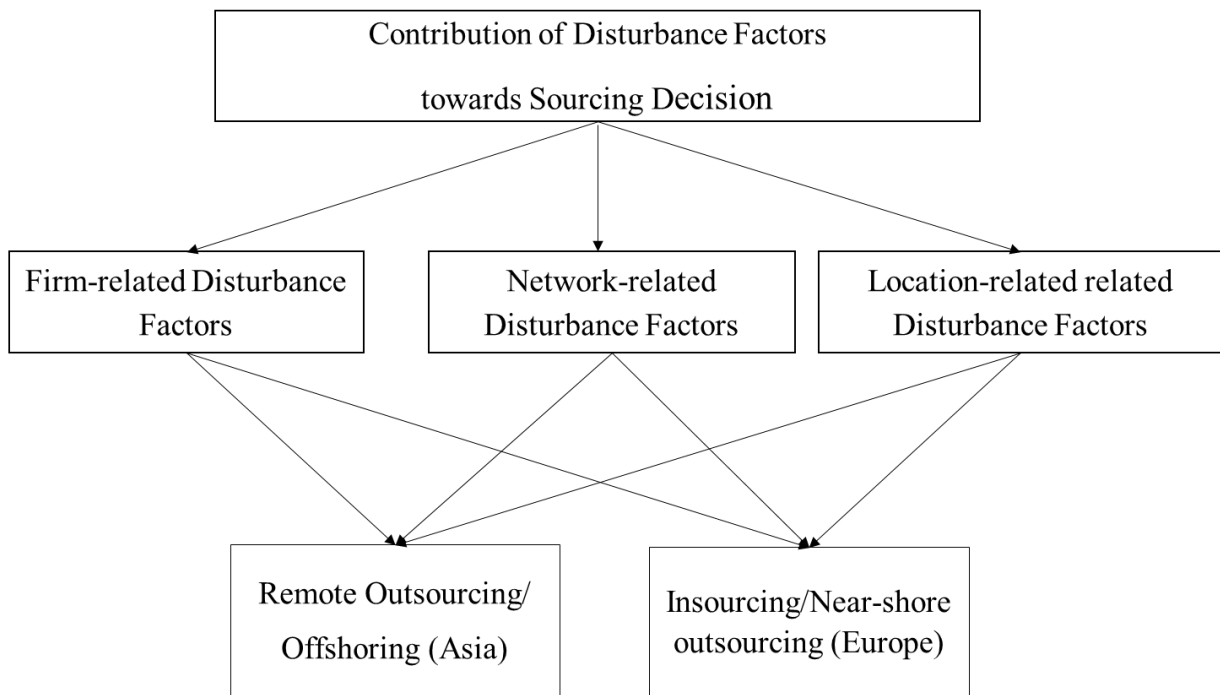 Contribution of Disturbance Factors
towards Sourcing Decision
Firm-related Disturbance
Factors
Network-related
Disturbance Factors
Location-related related
Disturbance Factors
Remote Outsourcing/
Offshoring (Asia)
Insourcing/Near-shore
outsourcing (Europe)